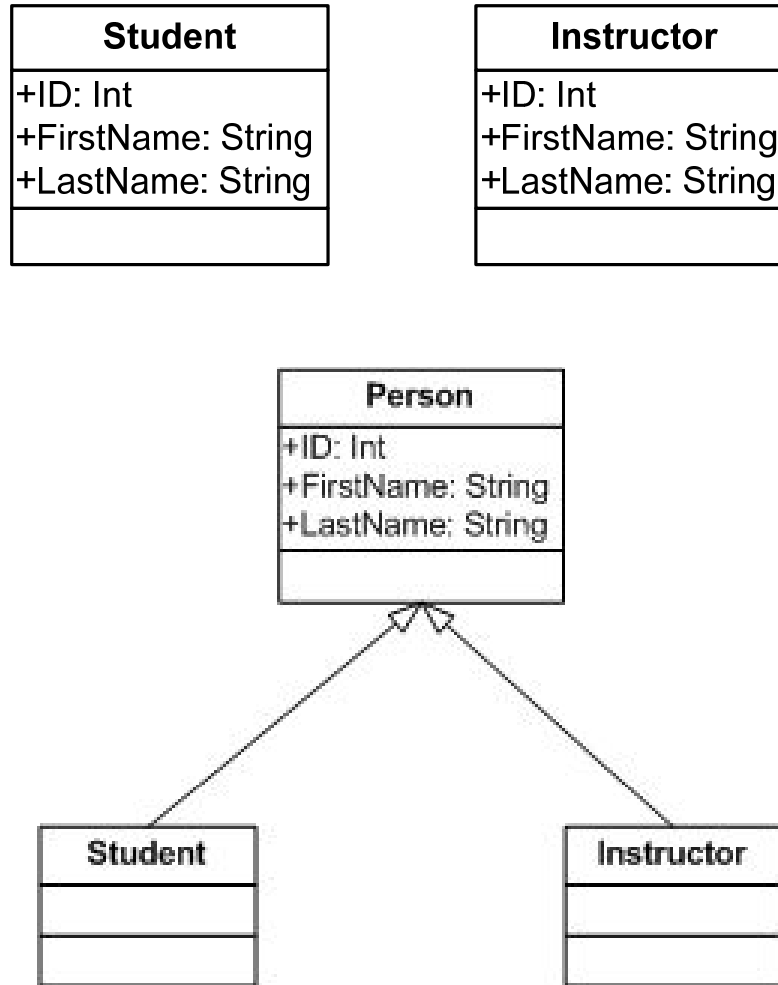 Student
+ID: Int
+FirstName: String
+LastName: String
Instructor
+ID: Int
+FirstName: String
+LastName: String
Person
+ID: Int
+FirstName: String
+LastName: String
Student
Instructor